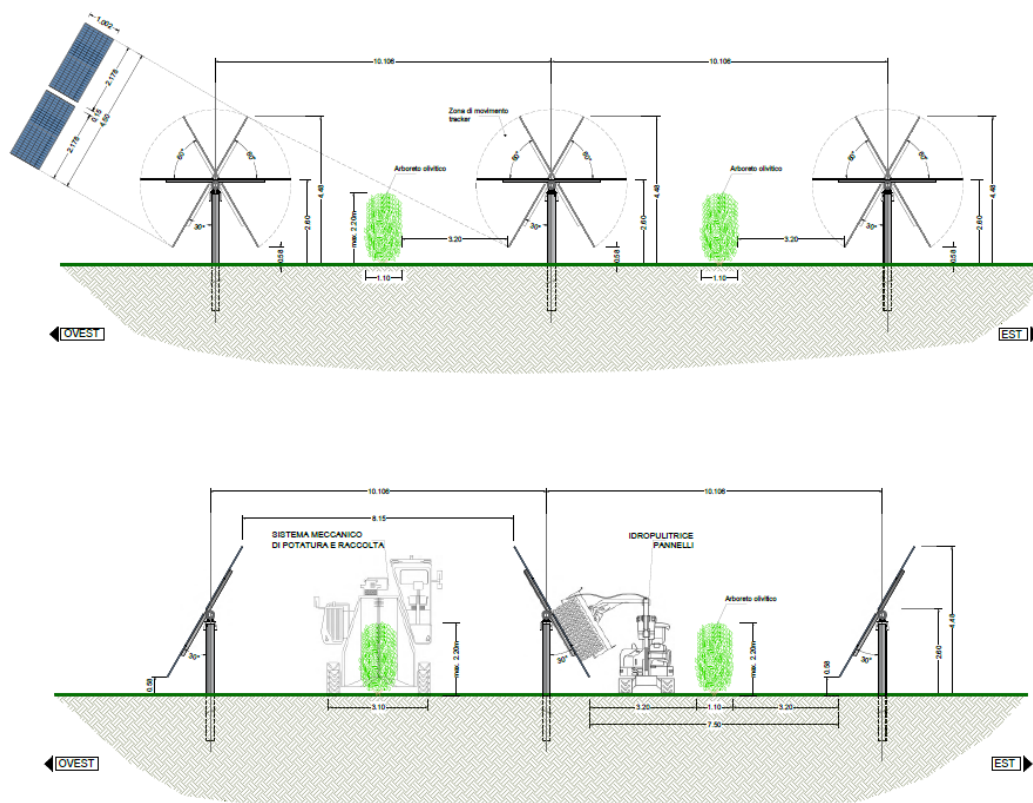 1.002
2.175
0.15
4.50
2.175
10.106
10.106
Zona di movimento
tracker
60°
60°
30°
4.48
2.60
0.58
Arboreto olivitico
max. 2.20m
3.20
1.10
60°
60°
30°
4.48
2.60
0.58
Arboreto olivitico
3.20
1.10
60°
60°
30°
4.48
2.60
0.58
OVEST
EST
10.106
10.106
8.15
SISTEMA MECCANICO
DI POTATURA E RACCOLTA
IDROPULITRICE
PANNELLI
Arboreto olivitico
30°
0.58
max. 2.20m
3.10
30°
max. 2.20m
3.20
1.10
3.20
7.50
0.58
30°
2.60
4.48
OVEST
EST